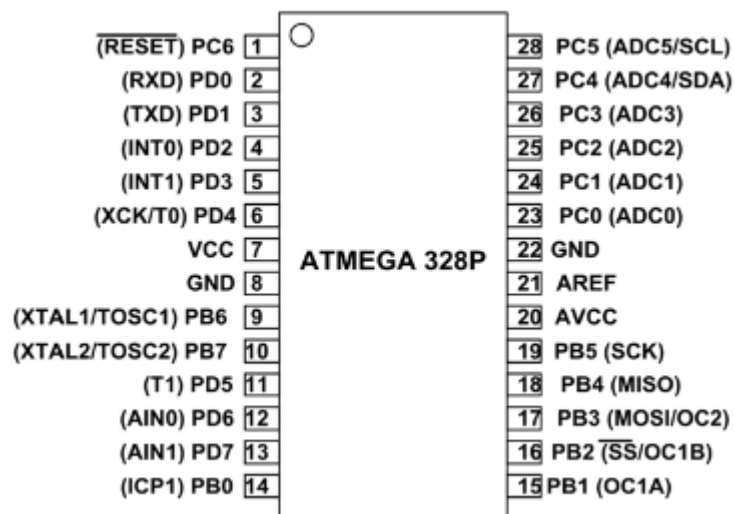 (RESET) PC6 1
(RXD) PD0 2
(TXD) PD1 3
(INT0) PD2 4
(INT1) PD3 5
(XCK/T0) PD4 6
VCC 7
GND 8
(XTAL1/TOSC1) PB6 9
(XTAL2/TOSC2) PB7 10
(T1) PD5 11
(AIN0) PD6 12
(AIN1) PD7 13
(ICP1) PB0 14
ATMEGA 328P
28 PC5 (ADC5/SCL)
27 PC4 (ADC4/SDA)
26 PC3 (ADC3)
25 PC2 (ADC2)
24 PC1 (ADC1)
23 PC0 (ADC0)
22 GND
21 AREF
20 AVCC
19 PB5 (SCK)
18 PB4 (MISO)
17 PB3 (MOSI/OC2)
16 PB2 (SS/OC1B)
15 PB1 (OC1A)